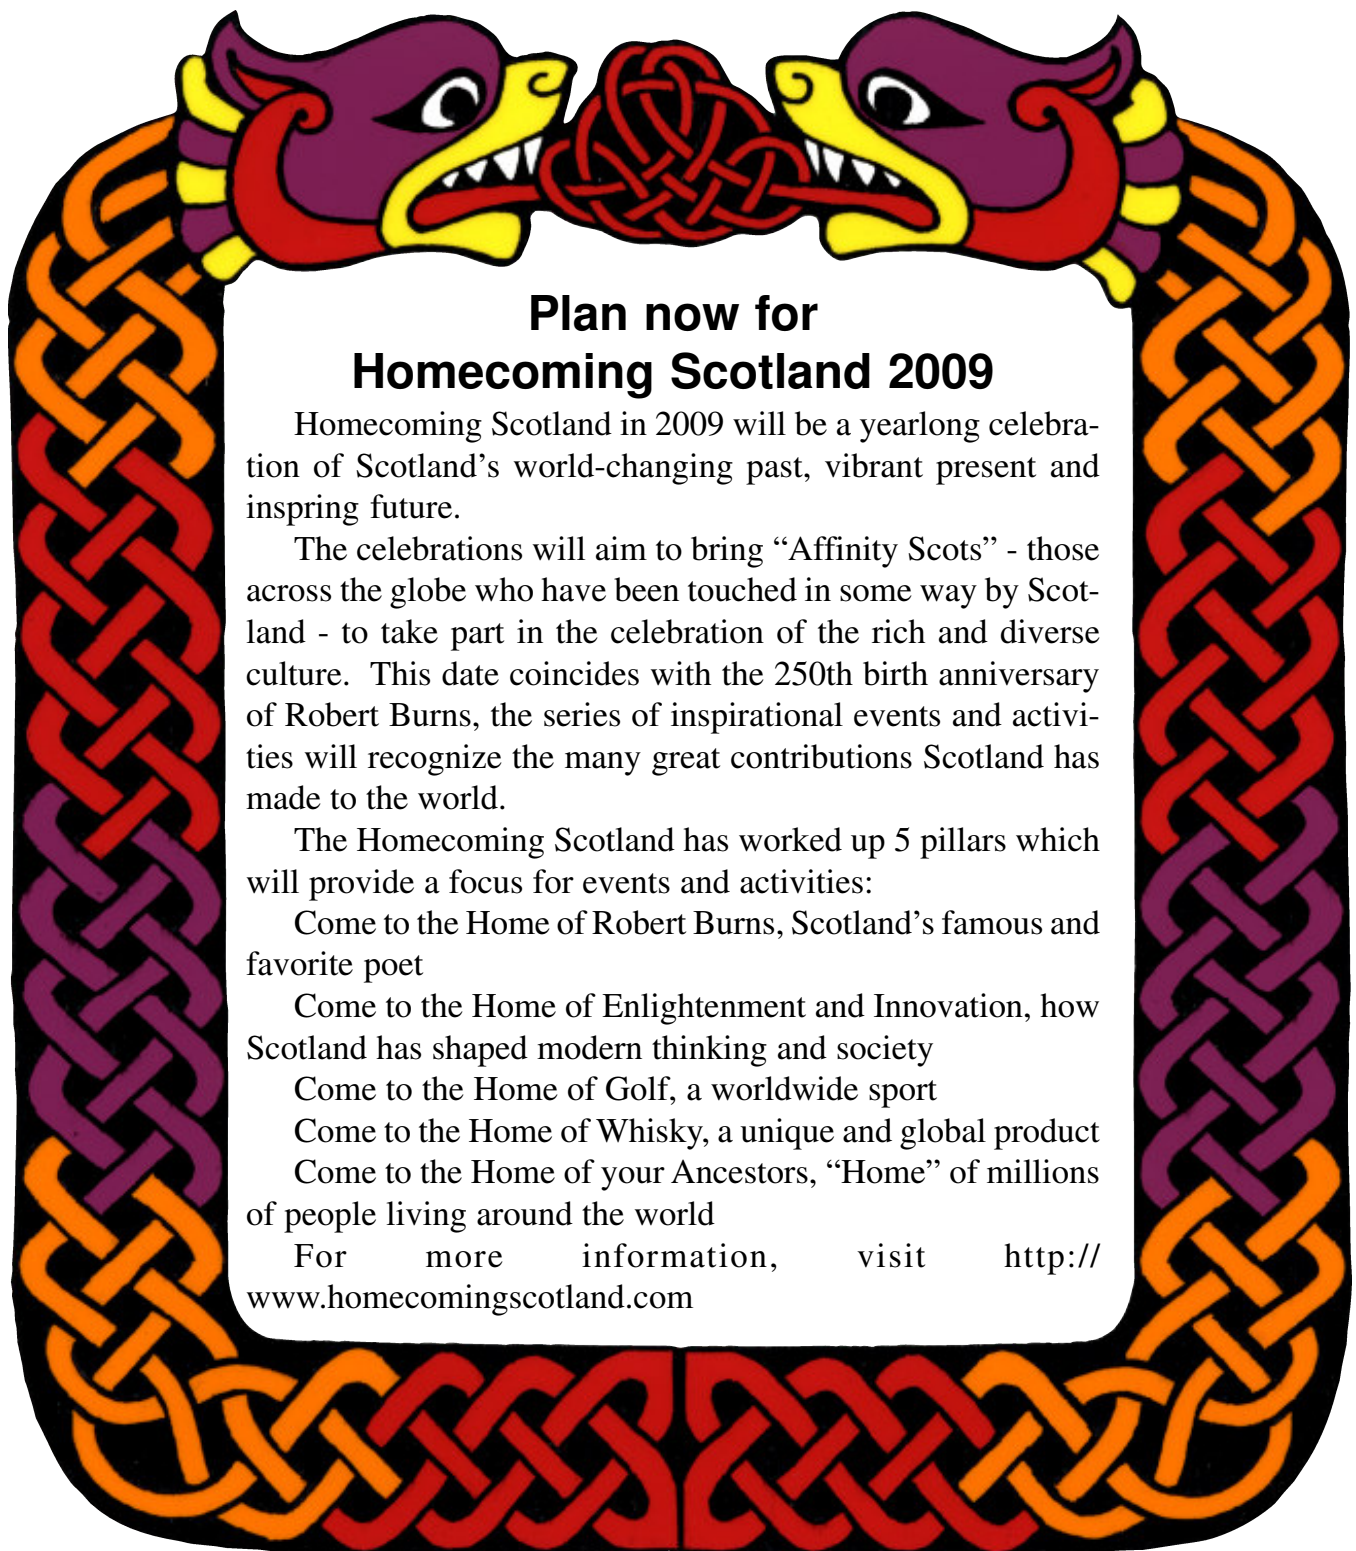 Plan now for
Homecoming Scotland 2009
Homecoming Scotland in 2009 will be a yearlong celebra-
tion of Scotland's world-changing past, vibrant present and
inspring future.
The celebrations will aim to bring “Affinity Scots” - those
across the globe who have been touched in some way by Scot-
land - to take part in the celebration of the rich and diverse
culture.  This date coincides with the 250th birth anniversary
of Robert Burns, the series of inspirational events and activi-
ties will recognize the many great contributions Scotland has
made to the world.
The Homecoming Scotland has worked up 5 pillars which
will provide a focus for events and activities:
Come to the Home of Robert Burns, Scotland's famous and
favorite poet
Come to the Home of Enlightenment and Innovation, how
Scotland has shaped modern thinking and society
Come to the Home of Golf, a worldwide sport
Come to the Home of Whisky, a unique and global product
Come to the Home of your Ancestors, “Home” of millions
of people living around the world
For more information, visit http://
www.homecomingscotland.com